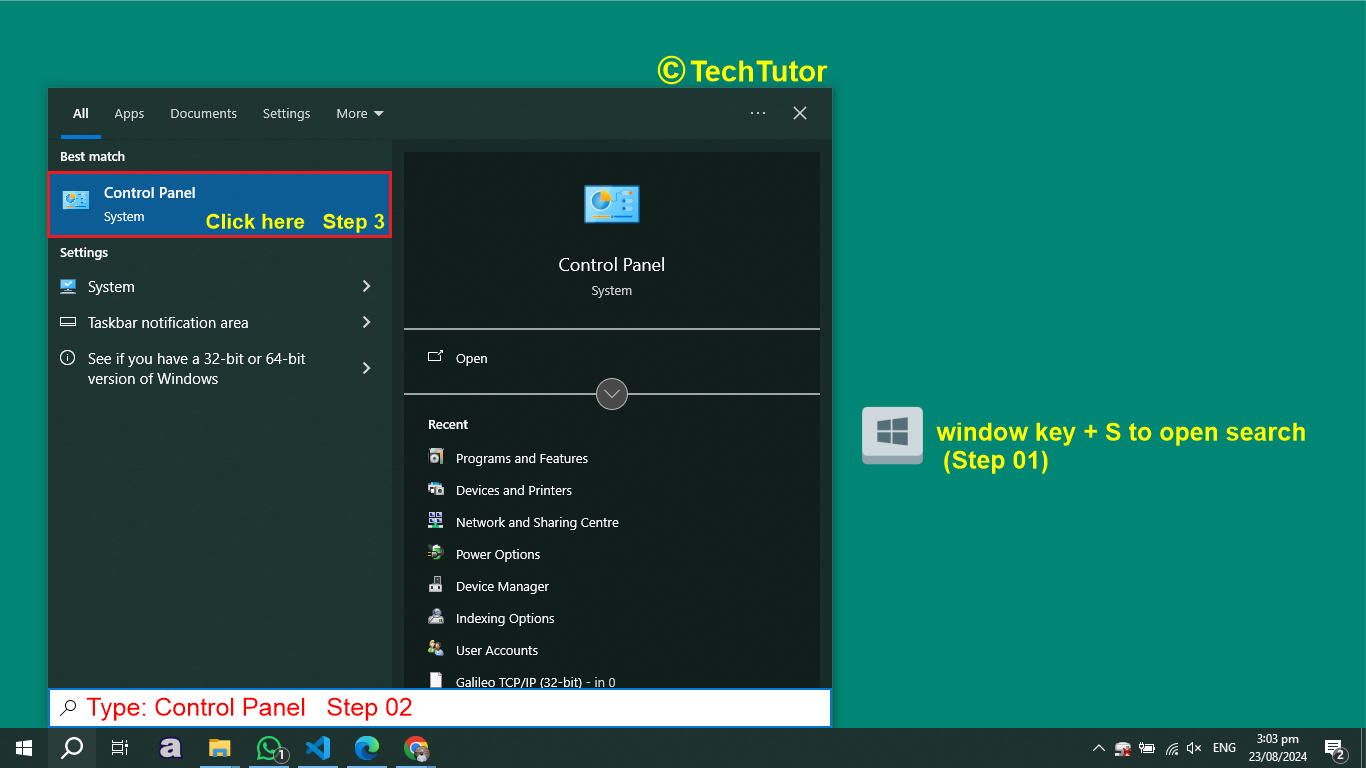 © TechTutor
All Apps Documents Settings More
Best match
Control Panel
System
Click here Step 3
Settings
System
Taskbar notification area
See if you have a 32-bit or 64-bit
version of Windows
Control Panel
System
Open
Recent
Programs and Features
Devices and Printers
Network and Sharing Centre
Power Options
Device Manager
Indexing Options
User Accounts
Galileo TCP/IP (32-bit) - in 0
window key + S to open search
(Step 01)
Type: Control Panel Step 02
a
1
ENG
3:03 pm
23/08/2024
2